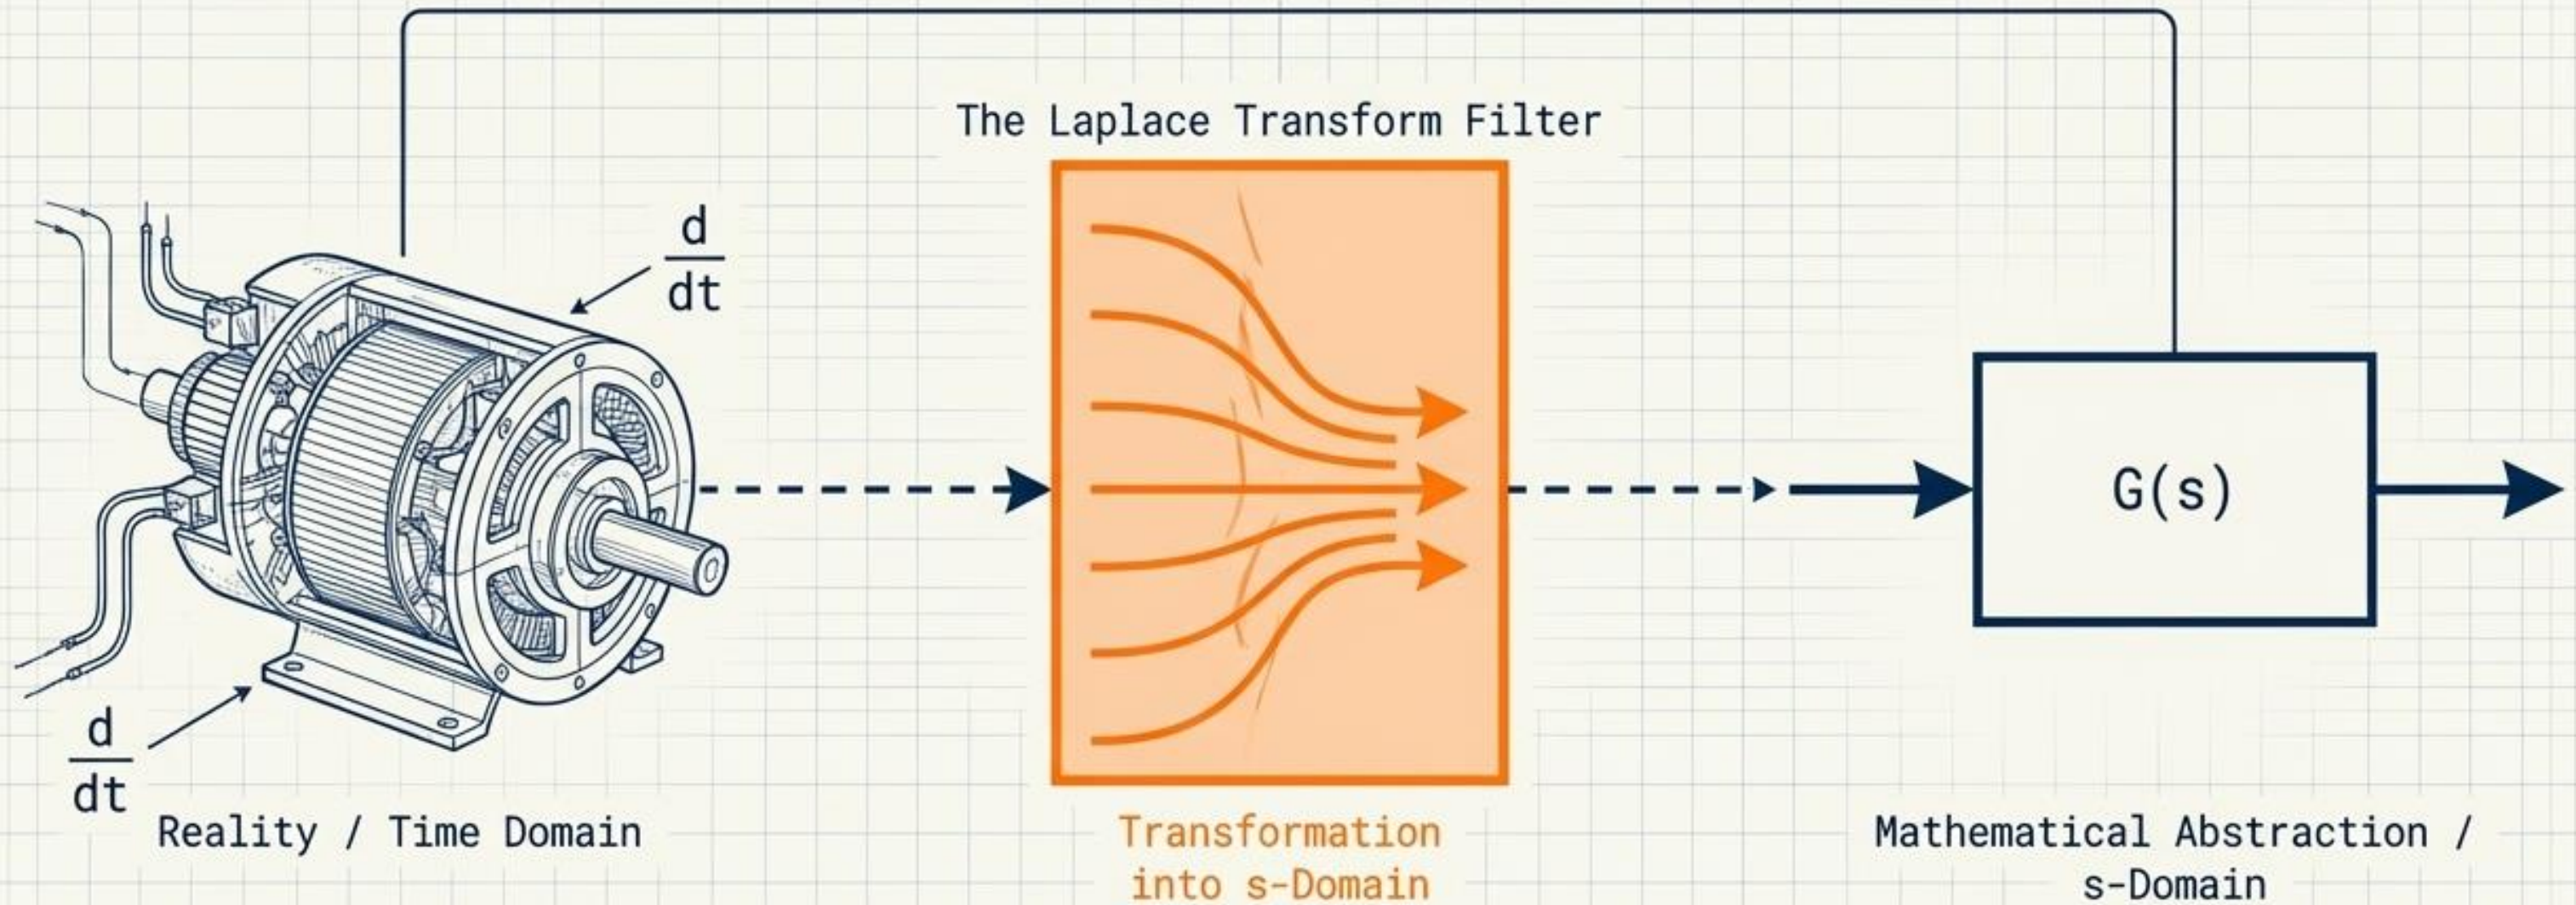 The Laplace Transform Filter
d
dt
G(s)
d
dt
Reality / Time Domain
Transformation
into s-Domain
Mathematical Abstraction /
s-Domain